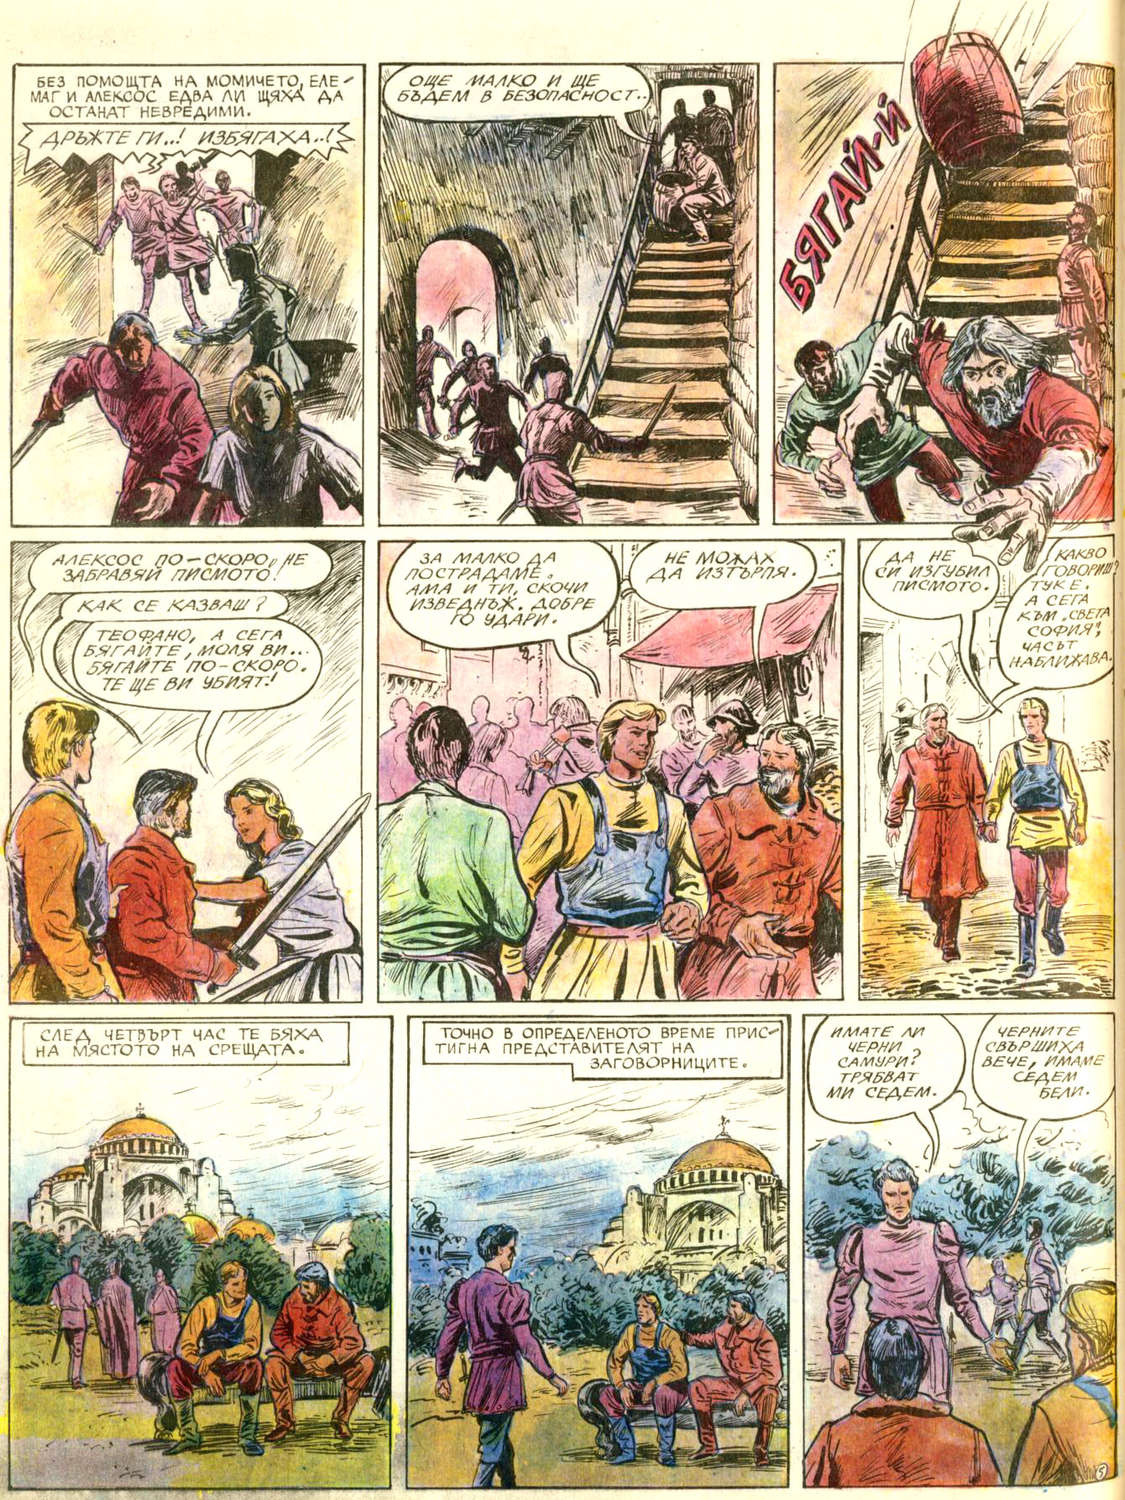 БЕЗ ПОМОЩТА НА МОМИЧЕТО, ЕЛЕ-
МАГ И АЛЕКСОС ЕДВА ЛИ ЩЯХА ДА
ОСТАНАТ НЕВРЕДИМИ.
ДРЪЖТЕ ГИ..! ИЗБЯГАХА..!
ОЩЕ МАЛКО И ЩЕ
БЪДЕМ В БЕЗОПАСНОСТ..
БЯГАЙ-Й
АЛЕКСОС ПО-СКОРО, НЕ
ЗАБРАВЯЙ ПИСМОТО!
КАК СЕ КАЗВАШ?
ТЕОФАНО, А СЕГА
БЯГАЙТЕ, МОЛЯ ВИ...
БЯГАЙТЕ ПО-СКОРО.
ТЕ ЩЕ ВИ УБИЯТ!
ЗА МАЛКО ДА
ПОСТРАДАМЕ.
АМА И ТИ, СКОЧИ
ИЗВЕДНЪЖ. ДОБРЕ
ГО УДАРИ.
НЕ МОЖАХ
ДА ИЗТЪРПЯ.
ДА НЕ
СИ ИЗГУБИЛ
ПИСМОТО.
КАКВО
ГОВОРИШ?
ТУК Е.
А СЕГА
КЪМ „СВЕТА
СОФИЯ“,
ЧАСЪТ
НАБЛИЖАВА.
СЛЕД ЧЕТВЪРТ ЧАС ТЕ БЯХА
НА МЯСТОТО НА СРЕЩАТА.
ТОЧНО В ОПРЕДЕЛЕНОТО ВРЕМЕ ПРИС-
ТИГНА ПРЕДСТАВИТЕЛЯТ НА
ЗАГОВОРНИЦИТЕ.
ИМАТЕ ЛИ
ЧЕРНИ
САМУРИ?
ТРЯБВАТ
МИ СЕДЕМ.
ЧЕРНИТЕ
СВЪРШИХА
ВЕЧЕ, ИМАМЕ
СЕДЕМ
БЕЛИ.
5